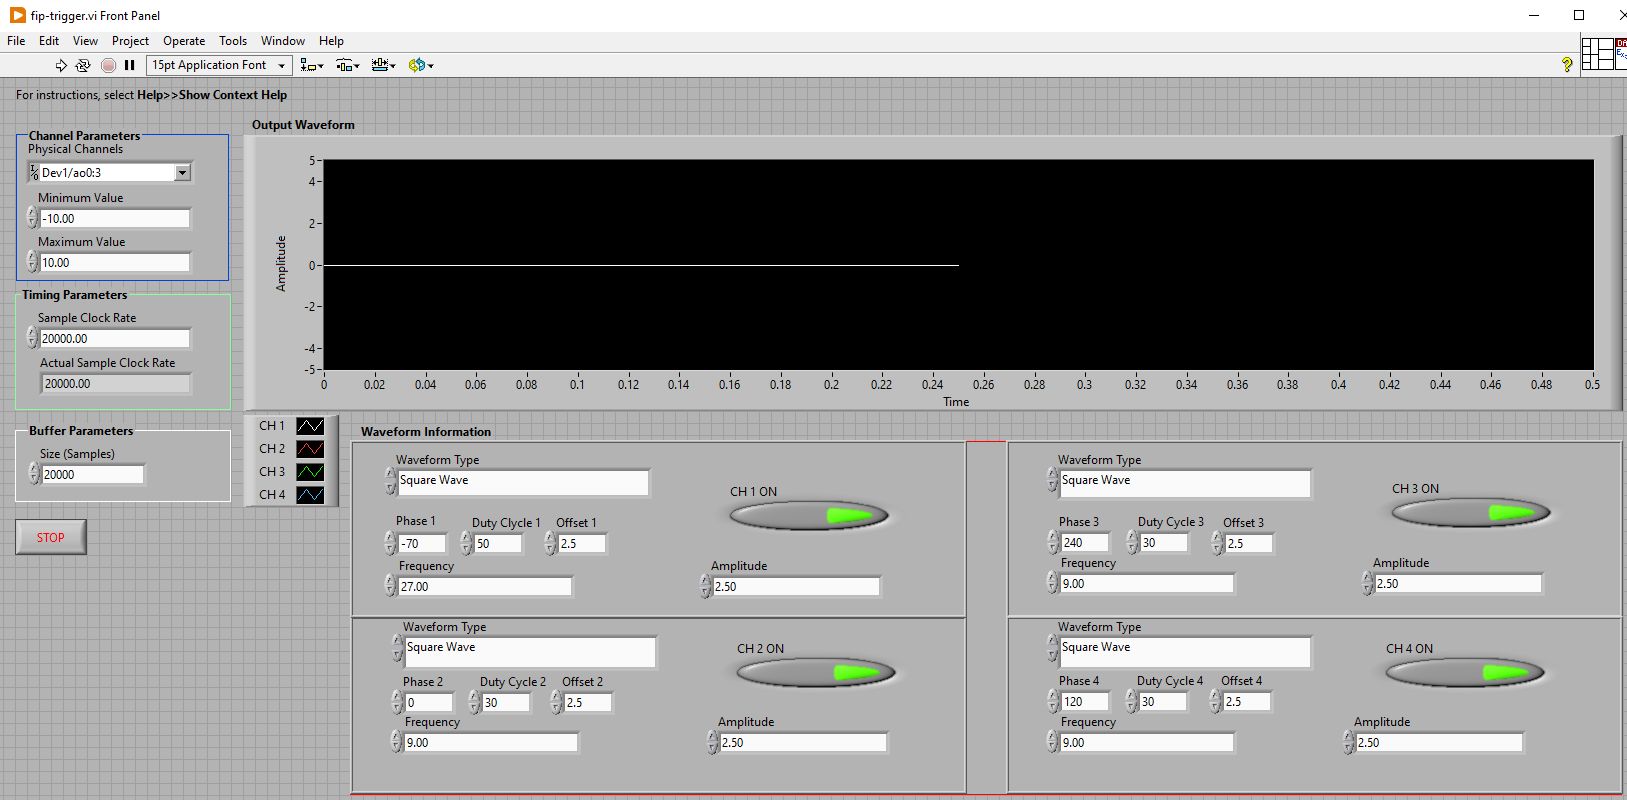 fip-trigger.vi Front Panel
File Edit View Project Operate Tools Window Help
15pt Application Font
?
For instructions, select Help>>Show Context Help
Channel Parameters
Physical Channels
I/0 Dev1/ao0:3
Minimum Value
-10.00
Maximum Value
10.00
Timing Parameters
Sample Clock Rate
20000.00
Actual Sample Clock Rate
20000.00
Buffer Parameters
Size (Samples)
20000
STOP
Output Waveform
Amplitude
5
4
2
0
-2
-4
-5
0 0.02 0.04 0.06 0.08 0.1 0.12 0.14 0.16 0.18 0.2 0.22 0.24 0.26 0.28 0.3 0.32 0.34 0.36 0.38 0.4 0.42 0.44 0.46 0.48 0.5
Time
CH 1
CH 2
CH 3
CH 4
Waveform Information
Waveform Type
Square Wave
CH 1 ON
Phase 1 Duty Clycle 1 Offset 1
-70 50 2.5
Frequency Amplitude
27.00 2.50
Waveform Type
Square Wave
CH 2 ON
Phase 2 Duty Cycle 2 Offset 2
0 30 2.5
Frequency Amplitude
9.00 2.50
Waveform Type
Square Wave
CH 3 ON
Phase 3 Duty Cycle 3 Offset 3
240 30 2.5
Frequency Amplitude
9.00 2.50
Waveform Type
Square Wave
CH 4 ON
Phase 4 Duty Cycle 4 Offset 4
120 30 2.5
Frequency Amplitude
9.00 2.50